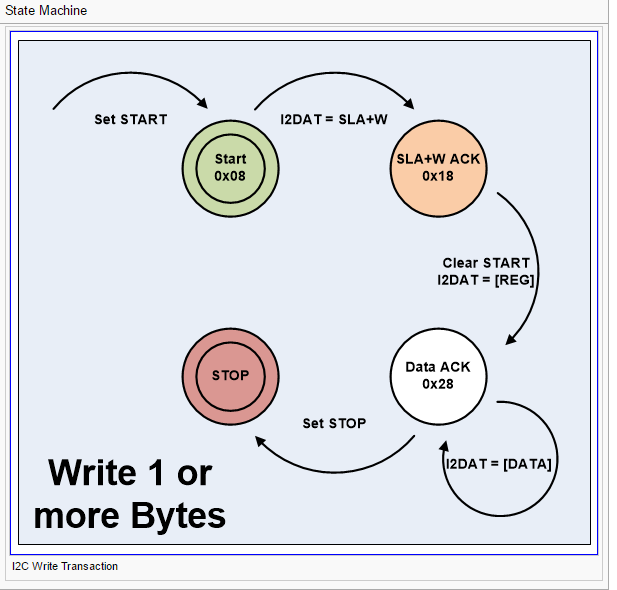 State Machine
Set START
I2DAT = SLA+W
Start
0x08
SLA+W ACK
0x18
Clear START
I2DAT = [REG]
STOP
Data ACK
0x28
Set STOP
I2DAT = [DATA]
Write 1 or
more Bytes
I2C Write Transaction